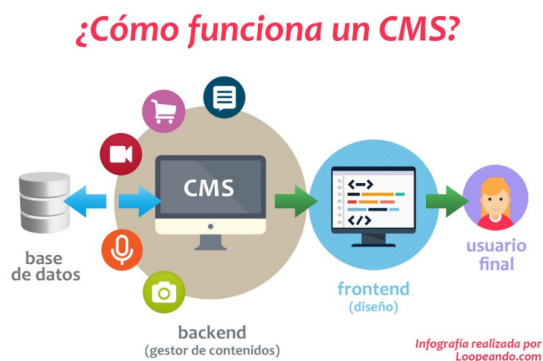 ¿Cómo funciona un CMS?
CMS
<->
</>
base
de datos
backend
(gestor de contenidos)
frontend
(diseño)
usuario
final
Infografía realizada por
Loopeando.com